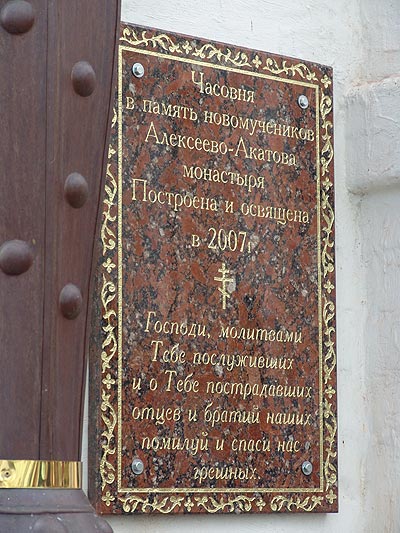 Часовня
в память новомучеников
Алексеево-Акатова
монастыря
Построена и освящена
в 2007г
Господи, молитвами
Тебе послуживших
и о Тебе пострадавших
отцев и братий наших
помилуй и спаси нас
грешных.